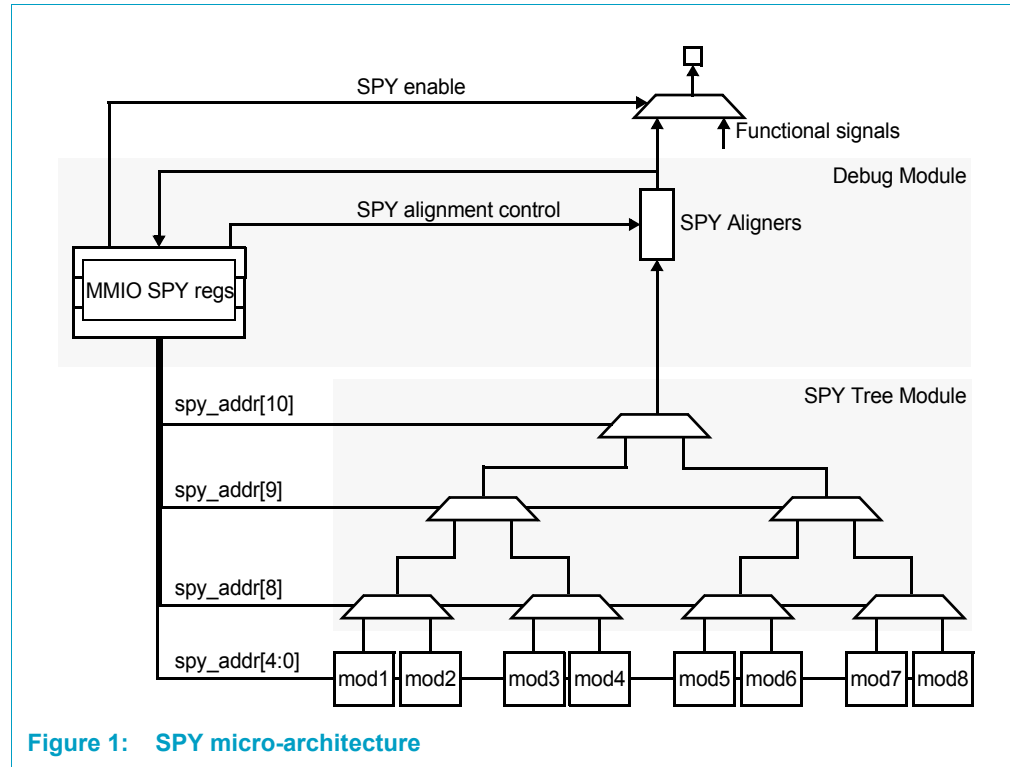 SPY enable
Functional signals
Debug Module
SPY alignment control
SPY Aligners
MMIO SPY regs
SPY Tree Module
spy_addr[10]
spy_addr[9]
spy_addr[8]
spy_addr[4:0]
mod1 mod2 mod3 mod4 mod5 mod6 mod7 mod8
Figure 1: SPY micro-architecture